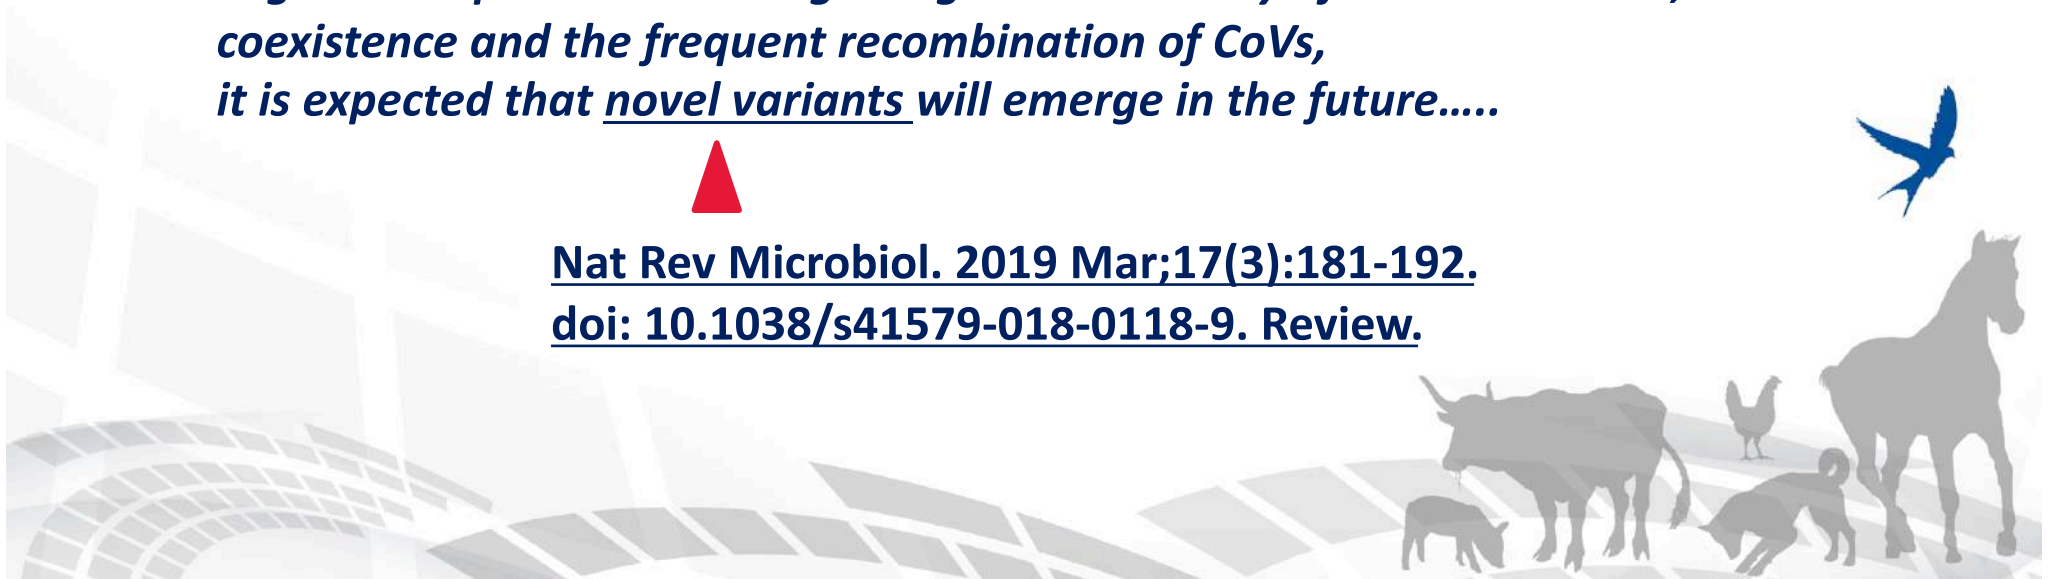 coexistence and the frequent recombination of CoVs,
it is expected that novel variants will emerge in the future…..
Nat Rev Microbiol. 2019 Mar;17(3):181-192.
doi: 10.1038/s41579-018-0118-9. Review.